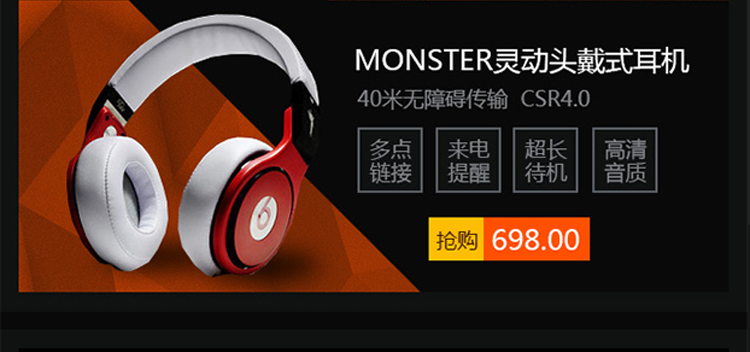 MONSTER灵动头戴式耳机
40米无障碍传输 CSR4.0
多点
链接
来电
提醒
超长
待机
高清
音质
抢购 698.00